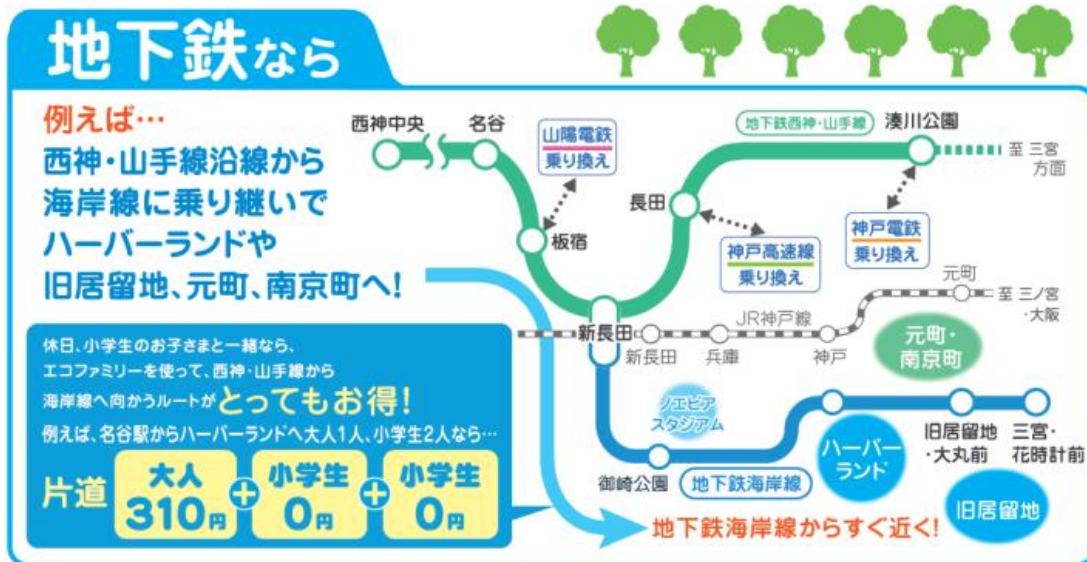 地下鉄なら
例えば…
西神・山手線沿線から
海岸線に乗り継いで
ハーバーランドや
旧居留地、元町、南京町へ!
西神中央
名谷
山陽電鉄
乗り換え
板宿
地下鉄西神・山手線
湊川公園
至 三宮
方面
長田
神戸高速線
乗り換え
神戸電鉄
乗り換え
新長田
新長田
兵庫
JR神戸線
神戸
元町
至 三ノ宮
・大阪
元町・
南京町
ノエビア
スタジアム
御崎公園
地下鉄海岸線
ハーバー
ランド
旧居留地
・大丸前
三宮・
花時計前
旧居留地
休日、小学生のお子さまと一緒なら、
エコファミリーを使って、西神・山手線から
海岸線へ向かうルートがとってもお得!
例えば、名谷駅からハーバーランドへ大人1人、小学生2人なら…
片道
大人
310円
+
小学生
0円
+
小学生
0円
地下鉄海岸線からすぐ近く!